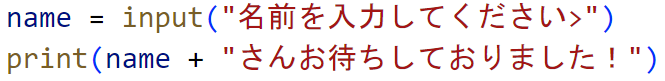 name = input("名前を入力してください>")
print(name + "さんお待ちしておりました！")